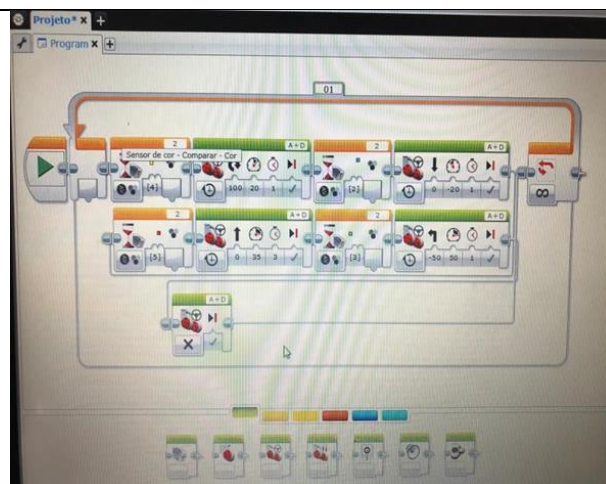 Projeto* X +
Program X +
01
2 A+D 2 A+D
Sensor de cor - Comparar - Cor
[4] 100 20 1 [2] 0 -20 1
2 A+D 2 A+D
[5] 0 35 3 [3] -50 50 1
A+D